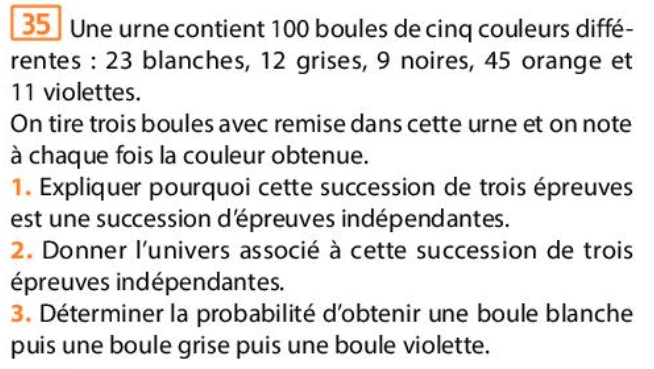 35 Une urne contient 100 boules de cinq couleurs diffé-
rentes : 23 blanches, 12 grises, 9 noires, 45 orange et
11 violettes.
On tire trois boules avec remise dans cette urne et on note
à chaque fois la couleur obtenue.
1. Expliquer pourquoi cette succession de trois épreuves
est une succession d'épreuves indépendantes.
2. Donner l'univers associé à cette succession de trois
épreuves indépendantes.
3. Déterminer la probabilité d'obtenir une boule blanche
puis une boule grise puis une boule violette.